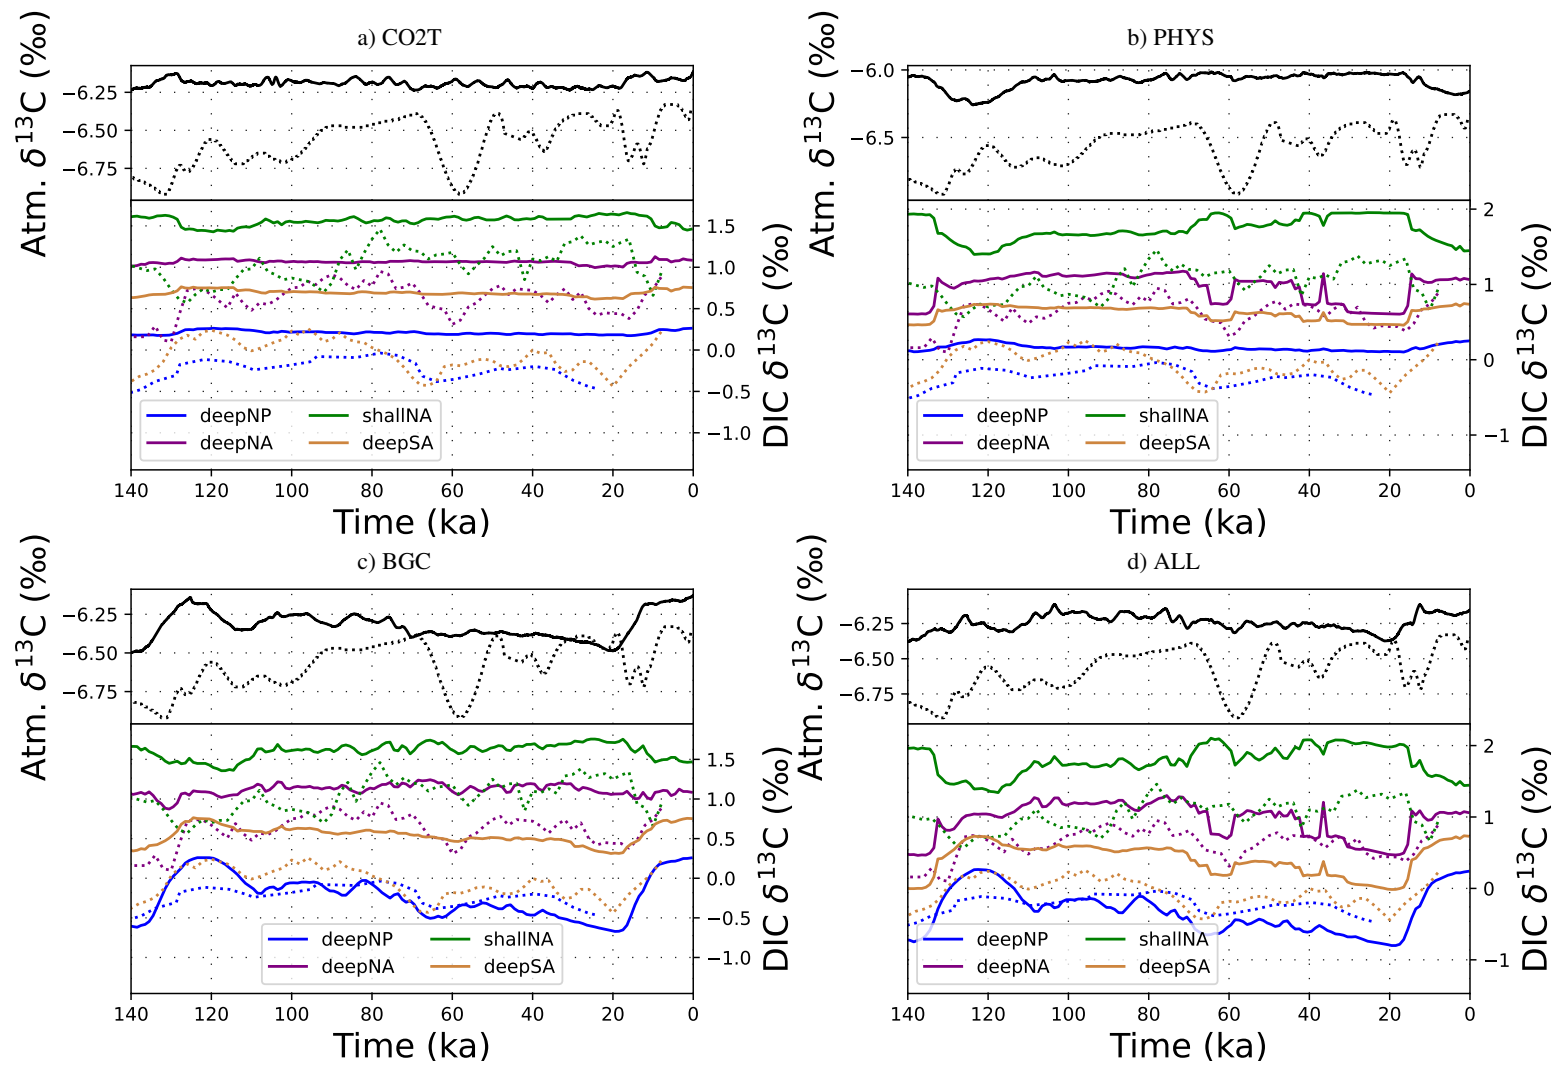 a) CO2T
Atm. δ13C (‰)
−6.25
−6.50
−6.75
1.5
1.0
0.5
0.0
−0.5
−1.0
DIC δ13C (‰)
deepNP shallNA
deepNA deepSA
140 120 100 80 60 40 20 0
Time (ka)
b) PHYS
Atm. δ13C (‰)
−6.0
−6.5
2
1
0
−1
DIC δ13C (‰)
deepNP shallNA
deepNA deepSA
140 120 100 80 60 40 20 0
Time (ka)
c) BGC
Atm. δ13C (‰)
−6.25
−6.50
−6.75
1.5
1.0
0.5
0.0
−0.5
−1.0
DIC δ13C (‰)
deepNP shallNA
deepNA deepSA
140 120 100 80 60 40 20 0
Time (ka)
d) ALL
Atm. δ13C (‰)
−6.25
−6.50
−6.75
2
1
0
−1
DIC δ13C (‰)
deepNP shallNA
deepNA deepSA
140 120 100 80 60 40 20 0
Time (ka)